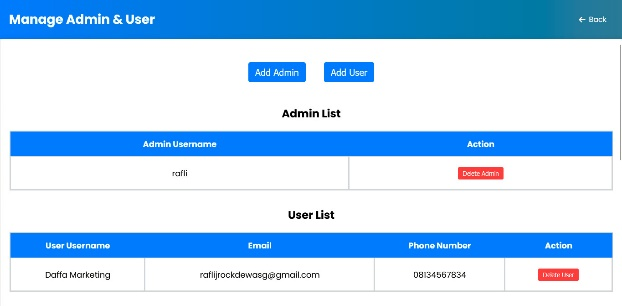 Manage Admin & User
← Back
Add Admin Add User
Admin List
Admin Username Action
rafli Delete Admin
User List
User Username Email Phone Number Action
Daffa Marketing raflijrockdewasg@gmail.com 08134567834 Delete User